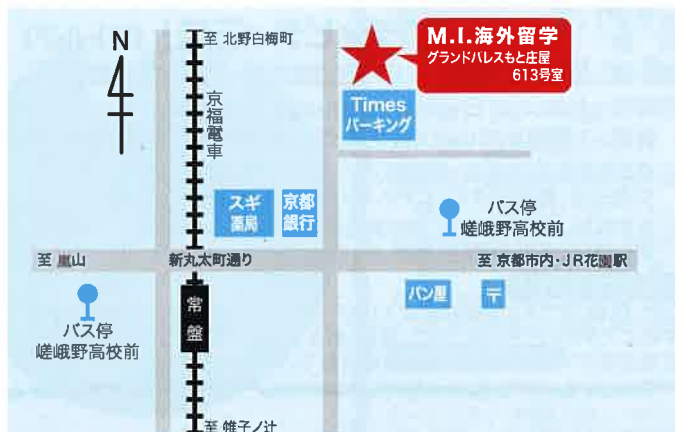 N
至 北野白梅町
M.I.海外留学
グランドパレスもと庄屋
613号室
京福電車
Times
パーキング
スギ
薬局
京都
銀行
バス停
嵯峨野高校前
至 嵐山
新丸太町通り
至 京都市内・JR花園駅
パン屋
〒
常盤
バス停
嵯峨野高校前
至 帷子ノ辻